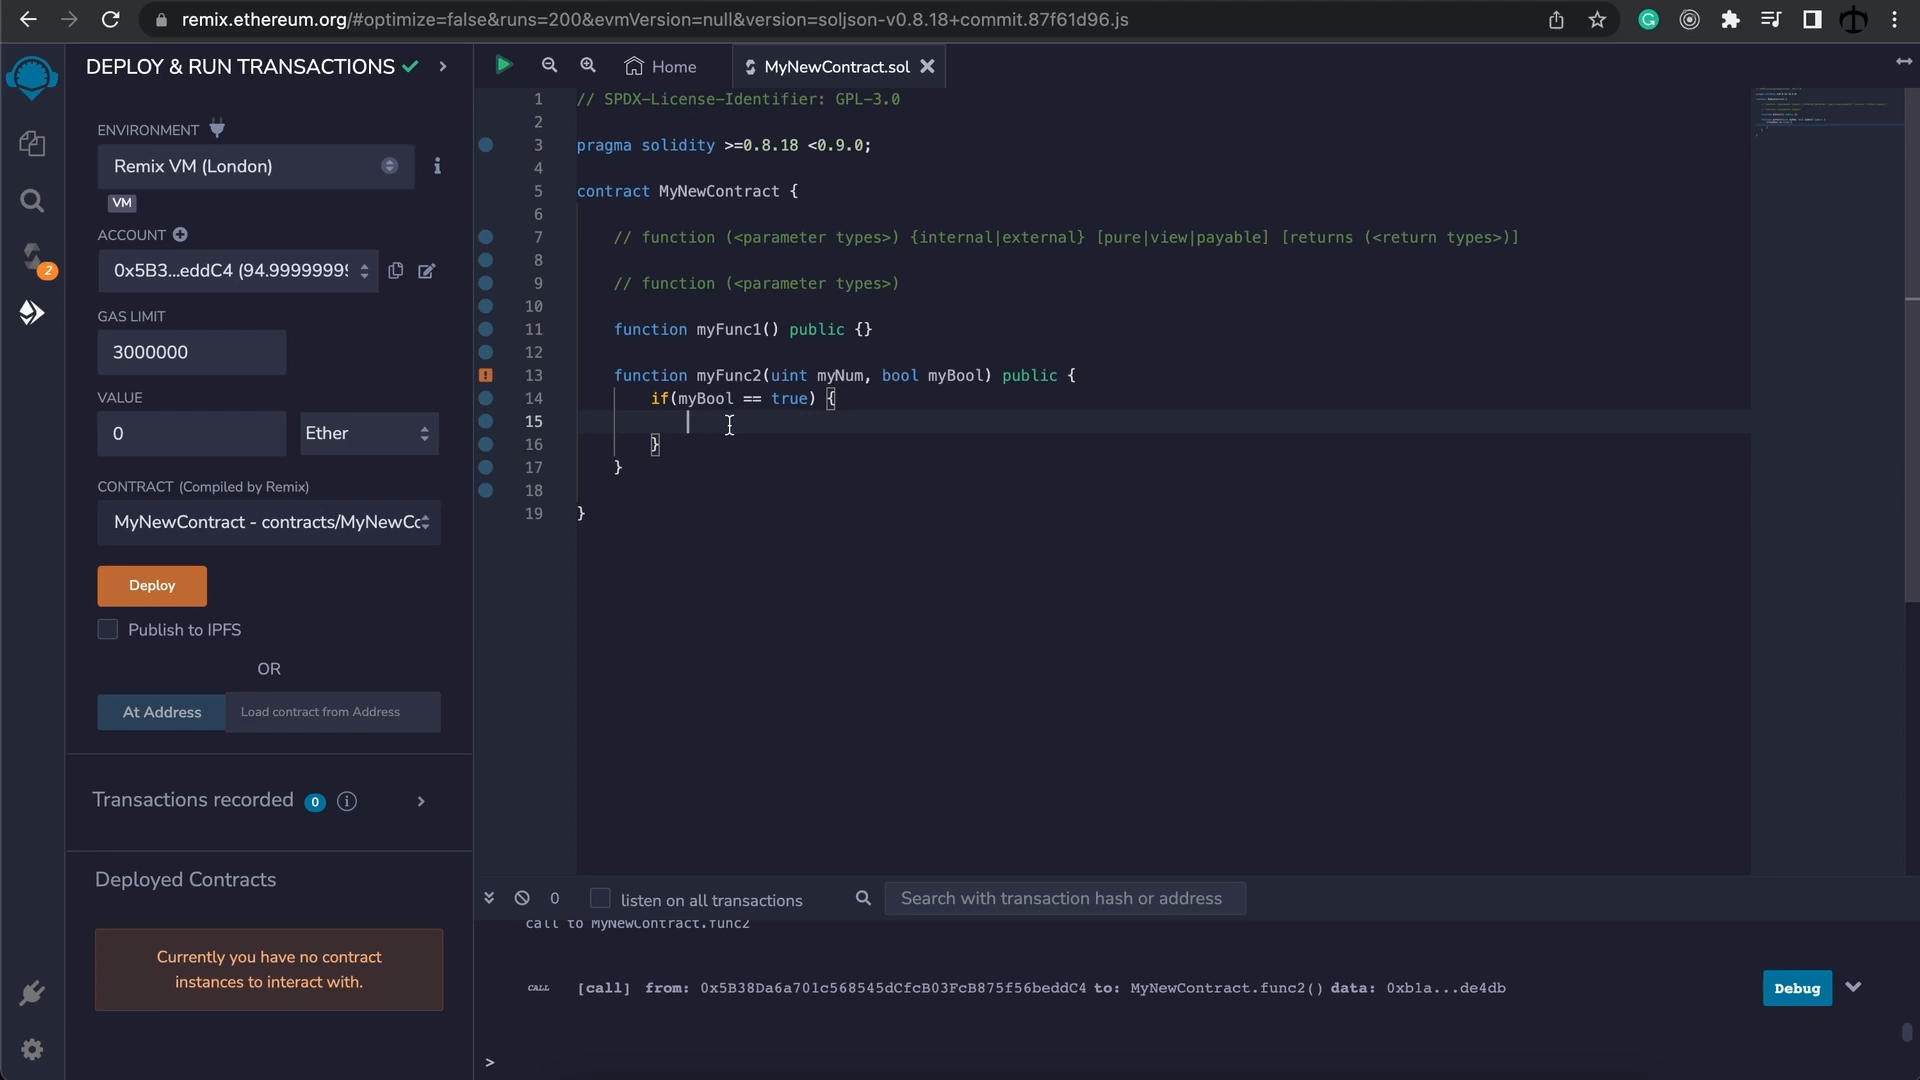 remix.ethereum.org/#optimize=false&runs=200&evmVersion=null&version=soljson-v0.8.18+commit.87f61d96.js
DEPLOY & RUN TRANSACTIONS
ENVIRONMENT
Remix VM (London)
VM
ACCOUNT
0x5B3...eddC4 (94.9999999
GAS LIMIT
3000000
VALUE
0
Ether
CONTRACT (Compiled by Remix)
MyNewContract - contracts/MyNewCo
Deploy
Publish to IPFS
OR
At Address
Load contract from Address
Transactions recorded 0
Deployed Contracts
Currently you have no contract
instances to interact with.
2
Home
MyNewContract.sol
1 // SPDX-License-Identifier: GPL-3.0
2
3 pragma solidity >=0.8.18 <0.9.0;
4
5 contract MyNewContract {
6
7 // function (<parameter types>) {internal|external} [pure|view|payable] [returns (<return types>)]
8
9 // function (<parameter types>)
10
11 function myFunc1() public {}
12
13 function myFunc2(uint myNum, bool myBool) public {
14 if(myBool == true) {
15
16 }
17 }
18
19 }
0
listen on all transactions
Search with transaction hash or address
call to MyNewContract.func2
CALL [call] from: 0x5B38Da6a701c568545dCfcB03FcB875f56beddC4 to: MyNewContract.func2() data: 0xb1a...de4db
Debug
>